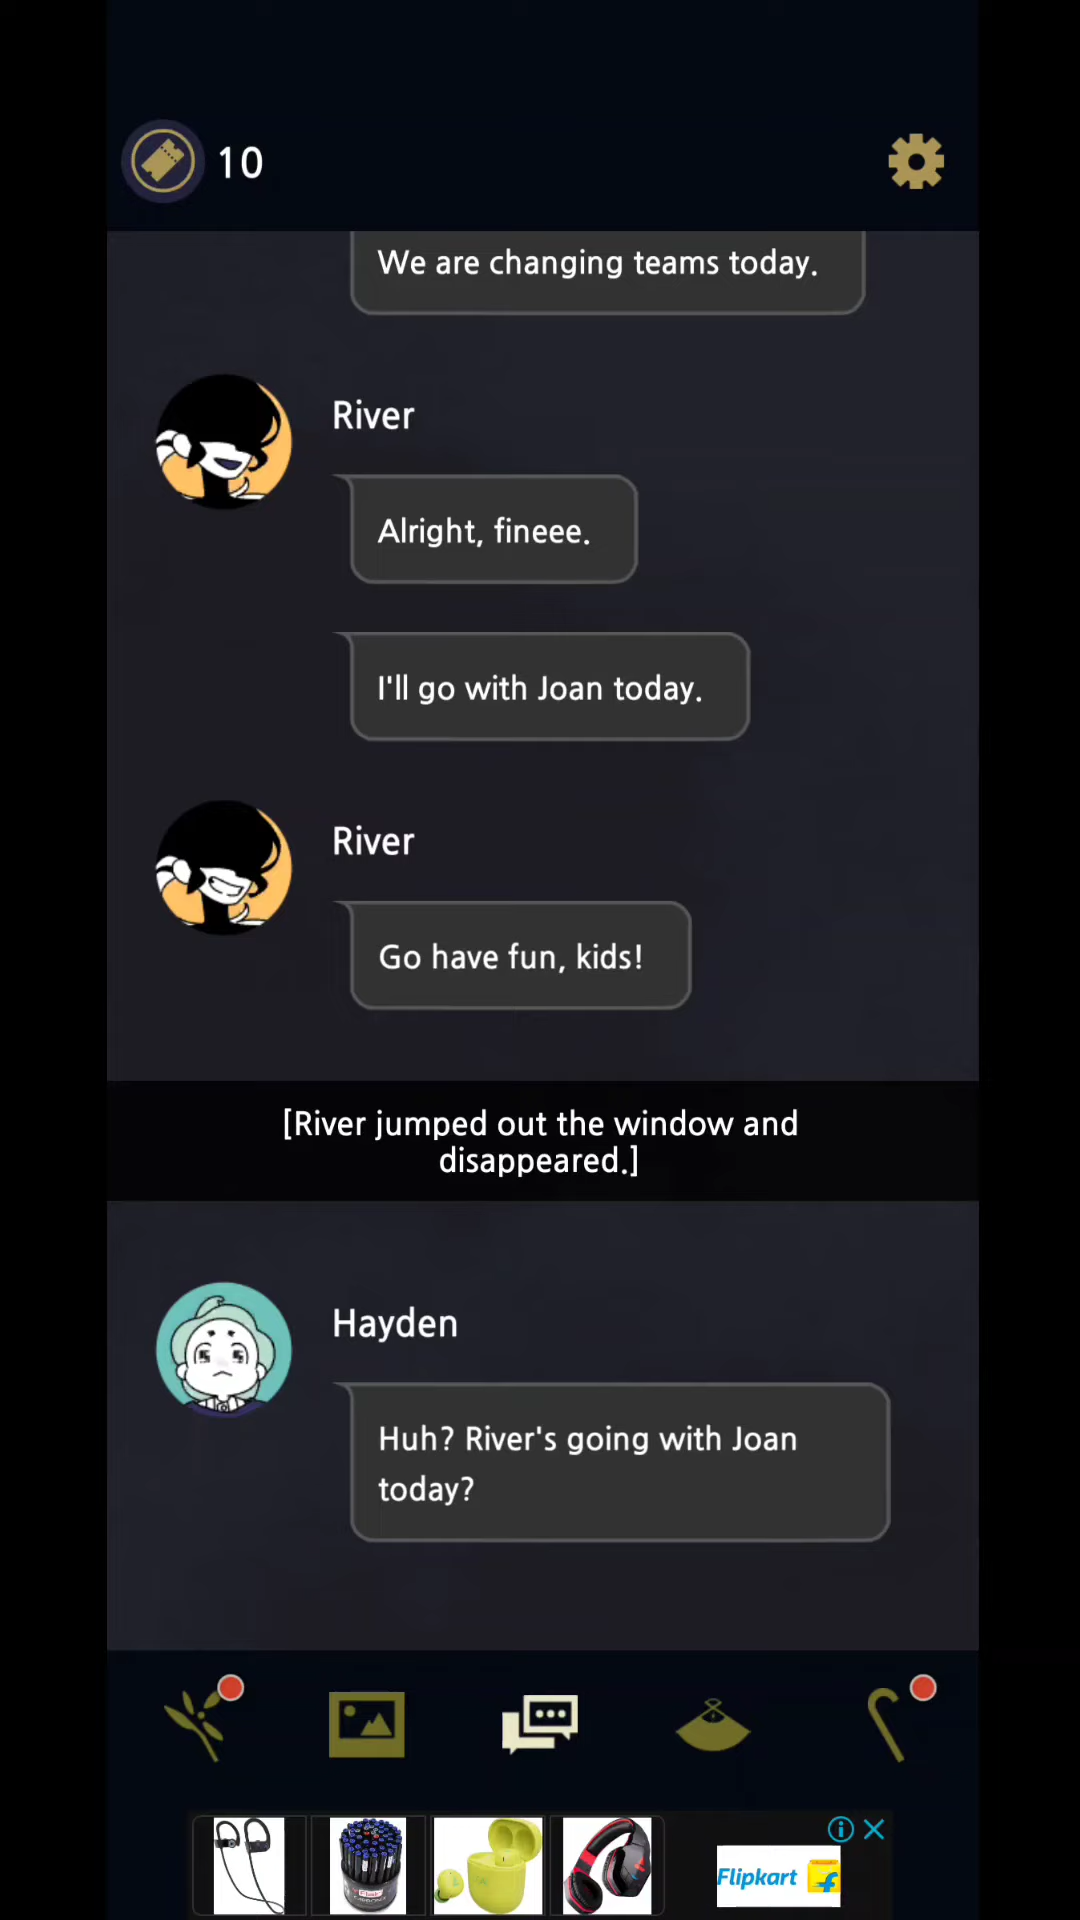 10
We are changing teams today.
River
Alright, fineee.
I'll go with Joan today.
River
Go have fun, kids!
[River jumped out the window and
disappeared.]
Hayden
Huh? River's going with Joan
today?
Flipkart